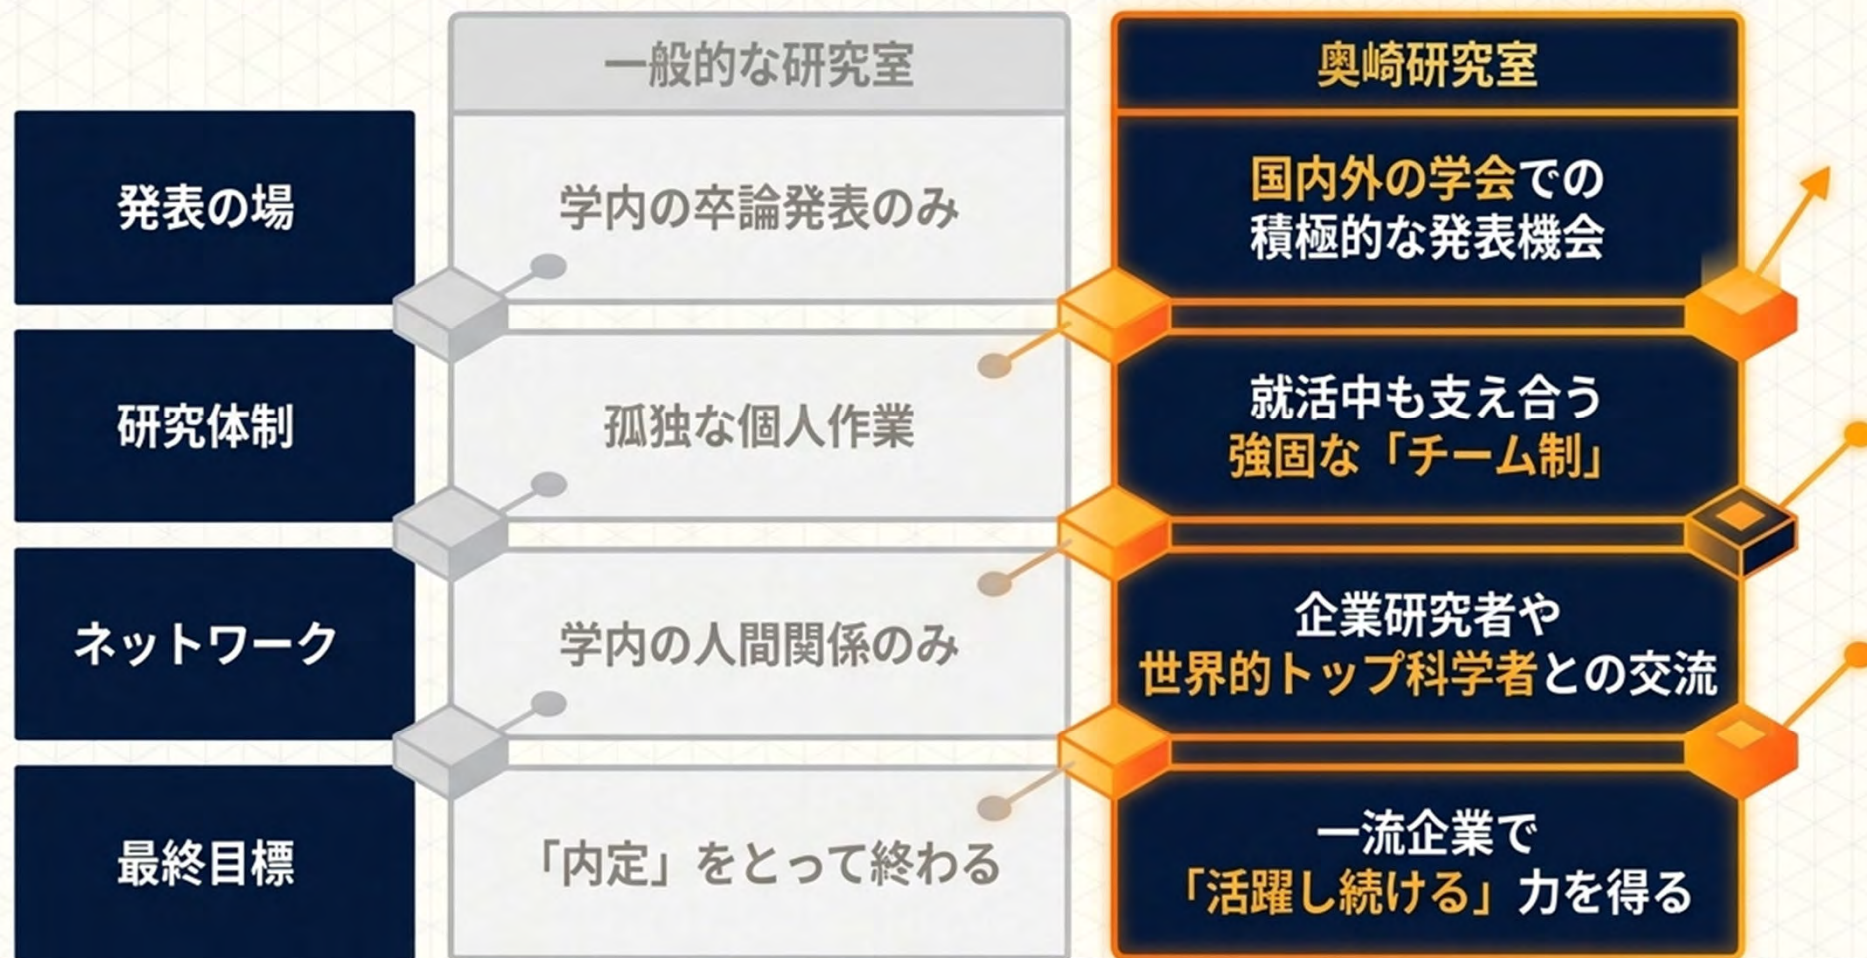 一般的な研究室
奥崎研究室
発表の場
学内の卒論発表のみ
国内外の学会での
積極的な発表機会
研究体制
孤独な個人作業
就活中も支え合う
強固な「チーム制」
ネットワーク
学内の人間関係のみ
企業研究者や
世界的トップ科学者との交流
最終目標
「内定」をとって終わる
一流企業で
「活躍し続ける」力を得る